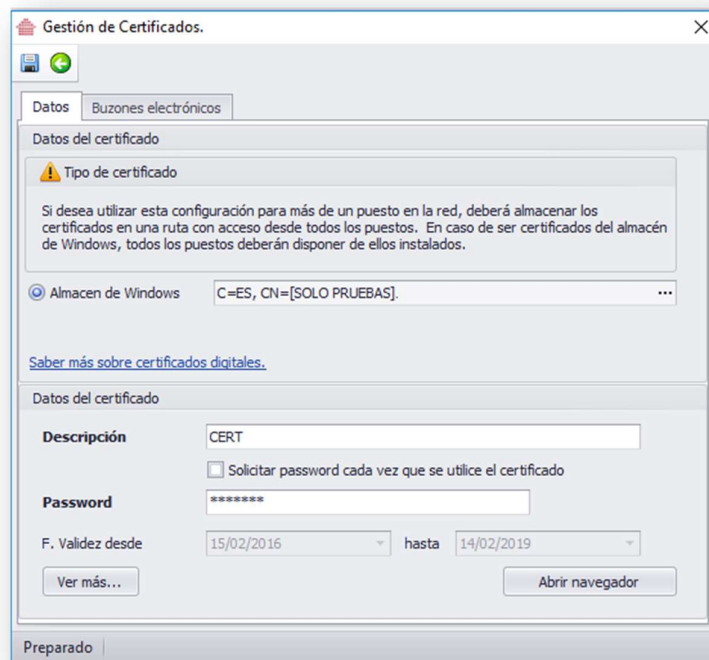 Gestión de Certificados.
Datos
Buzones electrónicos
Datos del certificado
Tipo de certificado
Si desea utilizar esta configuración para más de un puesto en la red, deberá almacenar los
certificados en una ruta con acceso desde todos los puestos. En caso de ser certificados del almacén
de Windows, todos los puestos deberán disponer de ellos instalados.
Almacen de Windows C=ES, CN=[SOLO PRUEBAS]. ...
Saber más sobre certificados digitales.
Datos del certificado
Descripción CERT
Solicitar password cada vez que se utilice el certificado
Password *******
F. Validez desde 15/02/2016 hasta 14/02/2019
Ver más... Abrir navegador
Preparado